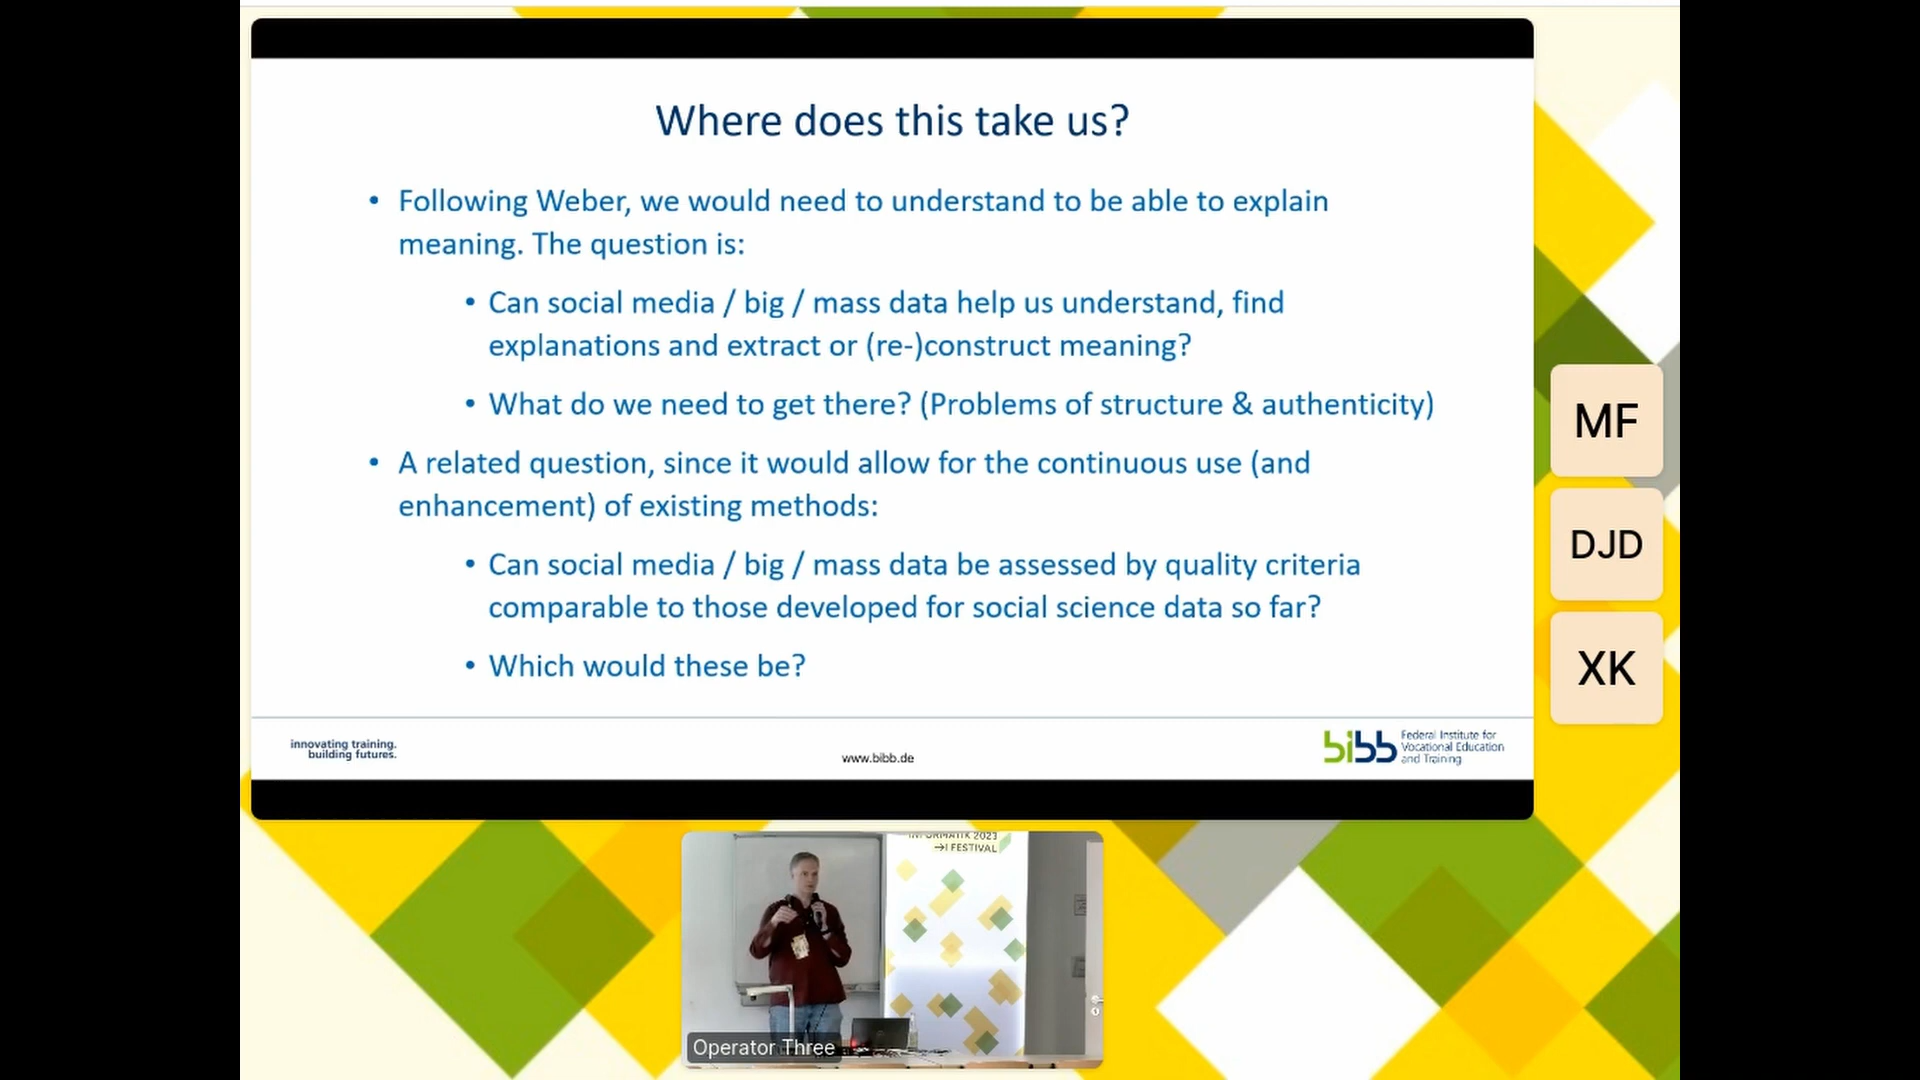 Where does this take us?
• Following Weber, we would need to understand to be able to explain
meaning. The question is:
• Can social media / big / mass data help us understand, find
explanations and extract or (re-)construct meaning?
• What do we need to get there? (Problems of structure & authenticity)
• A related question, since it would allow for the continuous use (and
enhancement) of existing methods:
• Can social media / big / mass data be assessed by quality criteria
comparable to those developed for social science data so far?
• Which would these be?
innovating training.
building futures.
www.bibb.de
bibb
Federal Institute for
Vocational Education
and Training
MF
DJD
XK
INFORMATIK 2023
→I FESTIVAL
Operator Three